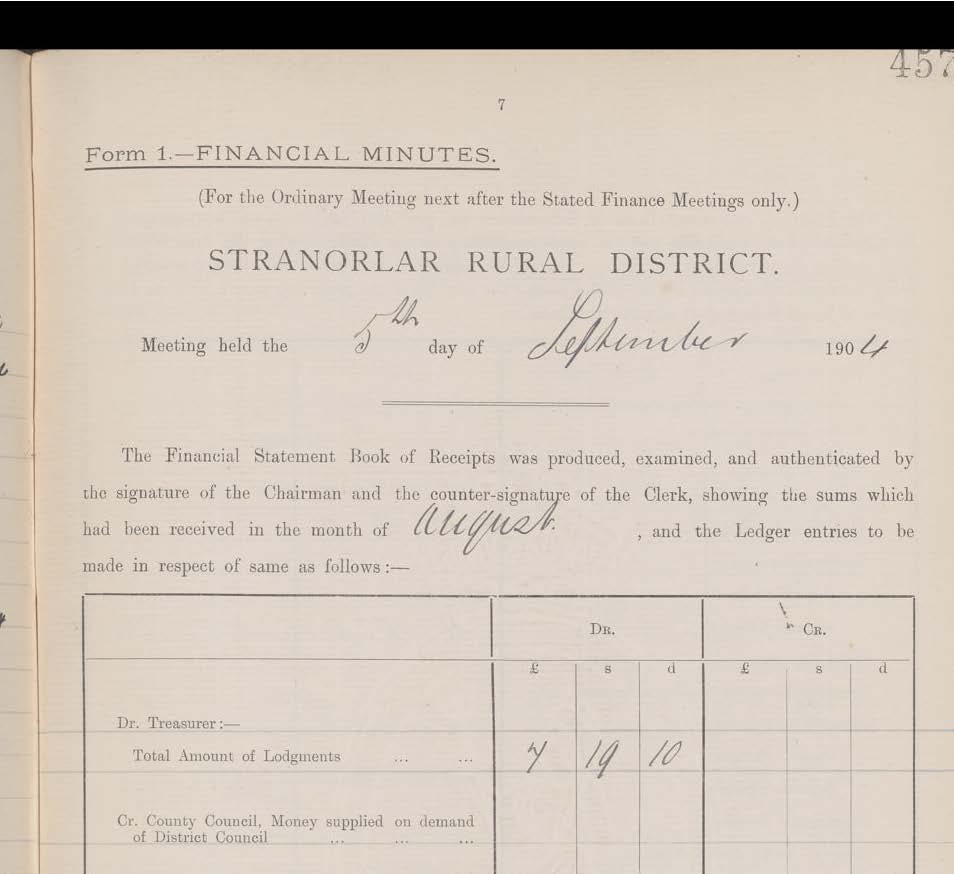 457
7
Form 1.—FINANCIAL MINUTES.
(For the Ordinary Meeting next after the Stated Finance Meetings only.)
STRANORLAR RURAL DISTRICT.
Meeting held the 5th day of September 1904
The Financial Statement Book of Receipts was produced, examined, and authenticated by
the signature of the Chairman and the counter-signature of the Clerk, showing the sums which
had been received in the month of August. , and the Ledger entries to be
made in respect of same as follows :—
DR. CR.
£ s d £ s d
Dr. Treasurer :—
Total Amount of Lodgments ... ... 7 19 10
Cr. County Council, Money supplied on demand
of District Council ... ... ...